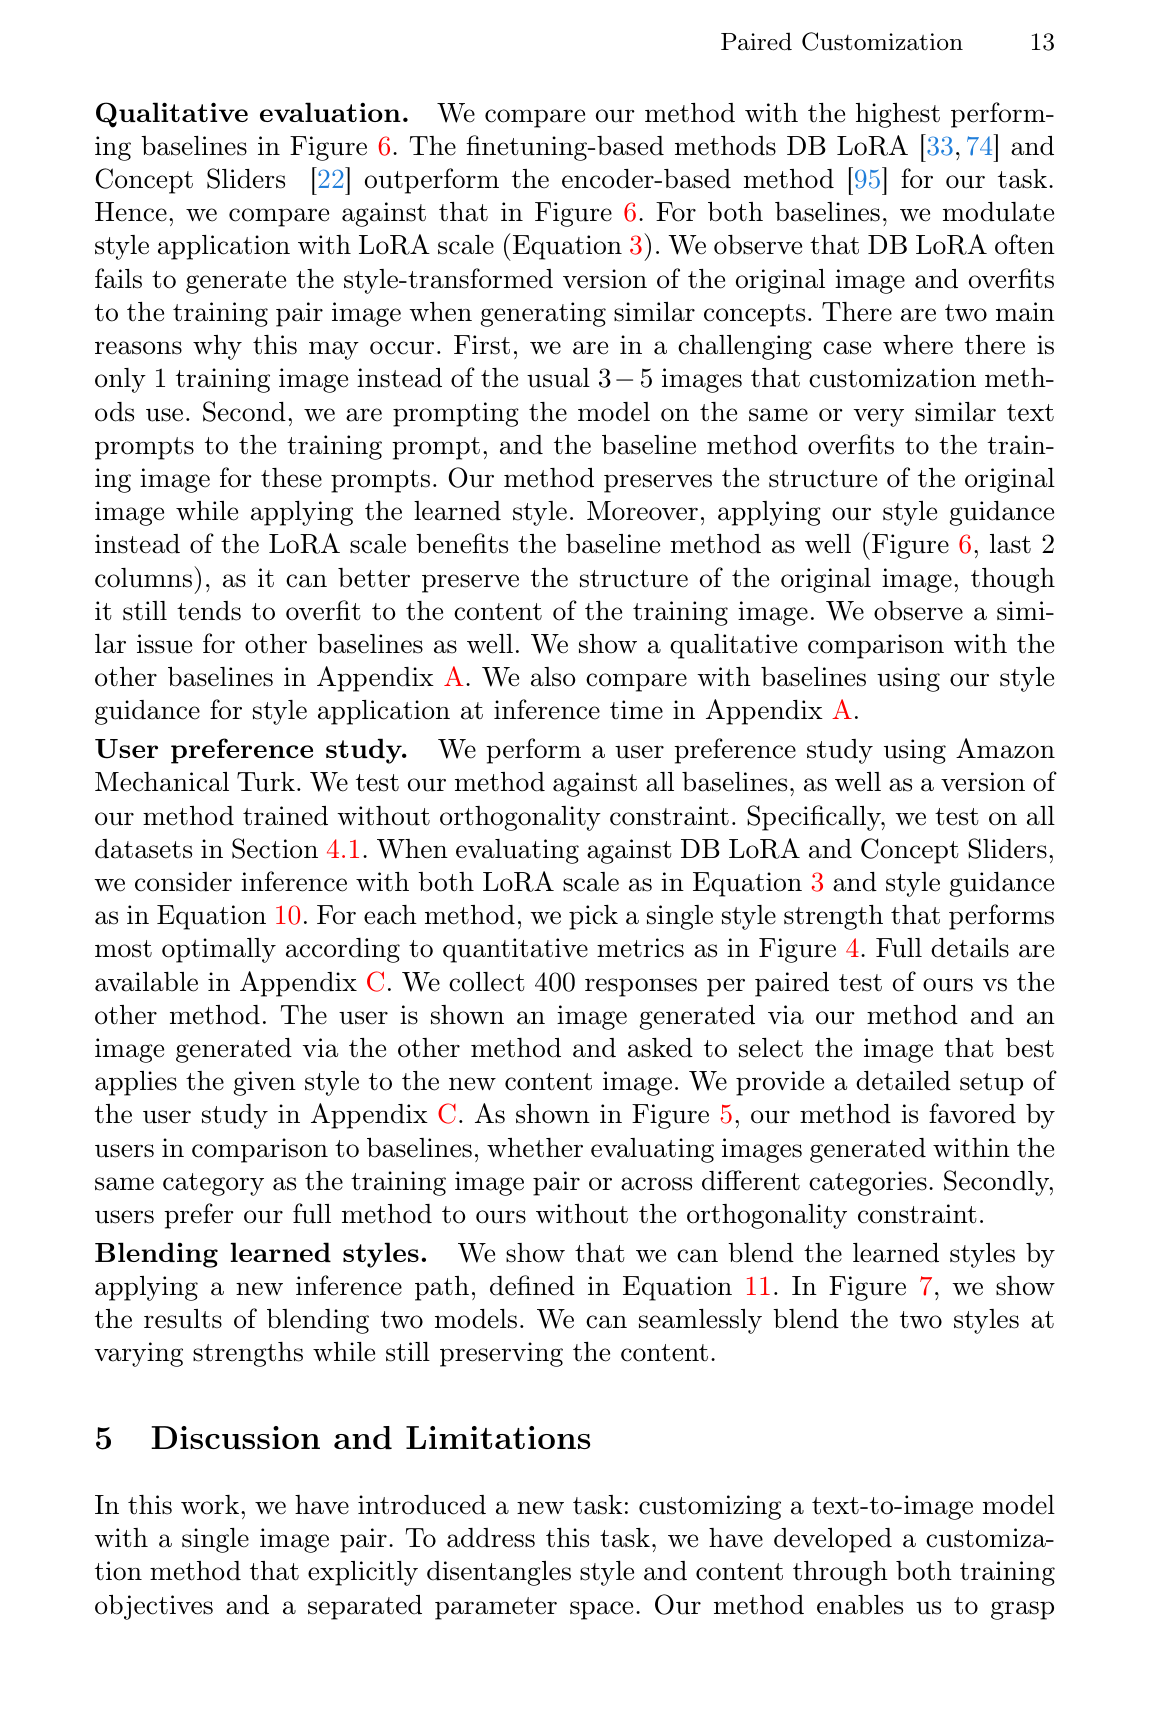 Paired Customization 13
Qualitative evaluation. We compare our method with the highest perform-
ing baselines in Figure 6. The finetuning-based methods DB LoRA [33,74] and
Concept Sliders [22] outperform the encoder-based method [95] for our task.
Hence, we compare against that in Figure 6. For both baselines, we modulate
style application with LoRA scale (Equation 3). We observe that DB LoRA often
fails to generate the style-transformed version of the original image and overfits
to the training pair image when generating similar concepts. There are two main
reasons why this may occur. First, we are in a challenging case where there is
only 1 training image instead of the usual 3−5 images that customization meth-
ods use. Second, we are prompting the model on the same or very similar text
prompts to the training prompt, and the baseline method overfits to the train-
ing image for these prompts. Our method preserves the structure of the original
image while applying the learned style. Moreover, applying our style guidance
instead of the LoRA scale benefits the baseline method as well (Figure 6, last 2
columns), as it can better preserve the structure of the original image, though
it still tends to overfit to the content of the training image. We observe a simi-
lar issue for other baselines as well. We show a qualitative comparison with the
other baselines in Appendix A. We also compare with baselines using our style
guidance for style application at inference time in Appendix A.
User preference study. We perform a user preference study using Amazon
Mechanical Turk. We test our method against all baselines, as well as a version of
our method trained without orthogonality constraint. Specifically, we test on all
datasets in Section 4.1. When evaluating against DB LoRA and Concept Sliders,
we consider inference with both LoRA scale as in Equation 3 and style guidance
as in Equation 10. For each method, we pick a single style strength that performs
most optimally according to quantitative metrics as in Figure 4. Full details are
available in Appendix C. We collect 400 responses per paired test of ours vs the
other method. The user is shown an image generated via our method and an
image generated via the other method and asked to select the image that best
applies the given style to the new content image. We provide a detailed setup of
the user study in Appendix C. As shown in Figure 5, our method is favored by
users in comparison to baselines, whether evaluating images generated within the
same category as the training image pair or across different categories. Secondly,
users prefer our full method to ours without the orthogonality constraint.
Blending learned styles. We show that we can blend the learned styles by
applying a new inference path, defined in Equation 11. In Figure 7, we show
the results of blending two models. We can seamlessly blend the two styles at
varying strengths while still preserving the content.
5 Discussion and Limitations
In this work, we have introduced a new task: customizing a text-to-image model
with a single image pair. To address this task, we have developed a customiza-
tion method that explicitly disentangles style and content through both training
objectives and a separated parameter space. Our method enables us to grasp